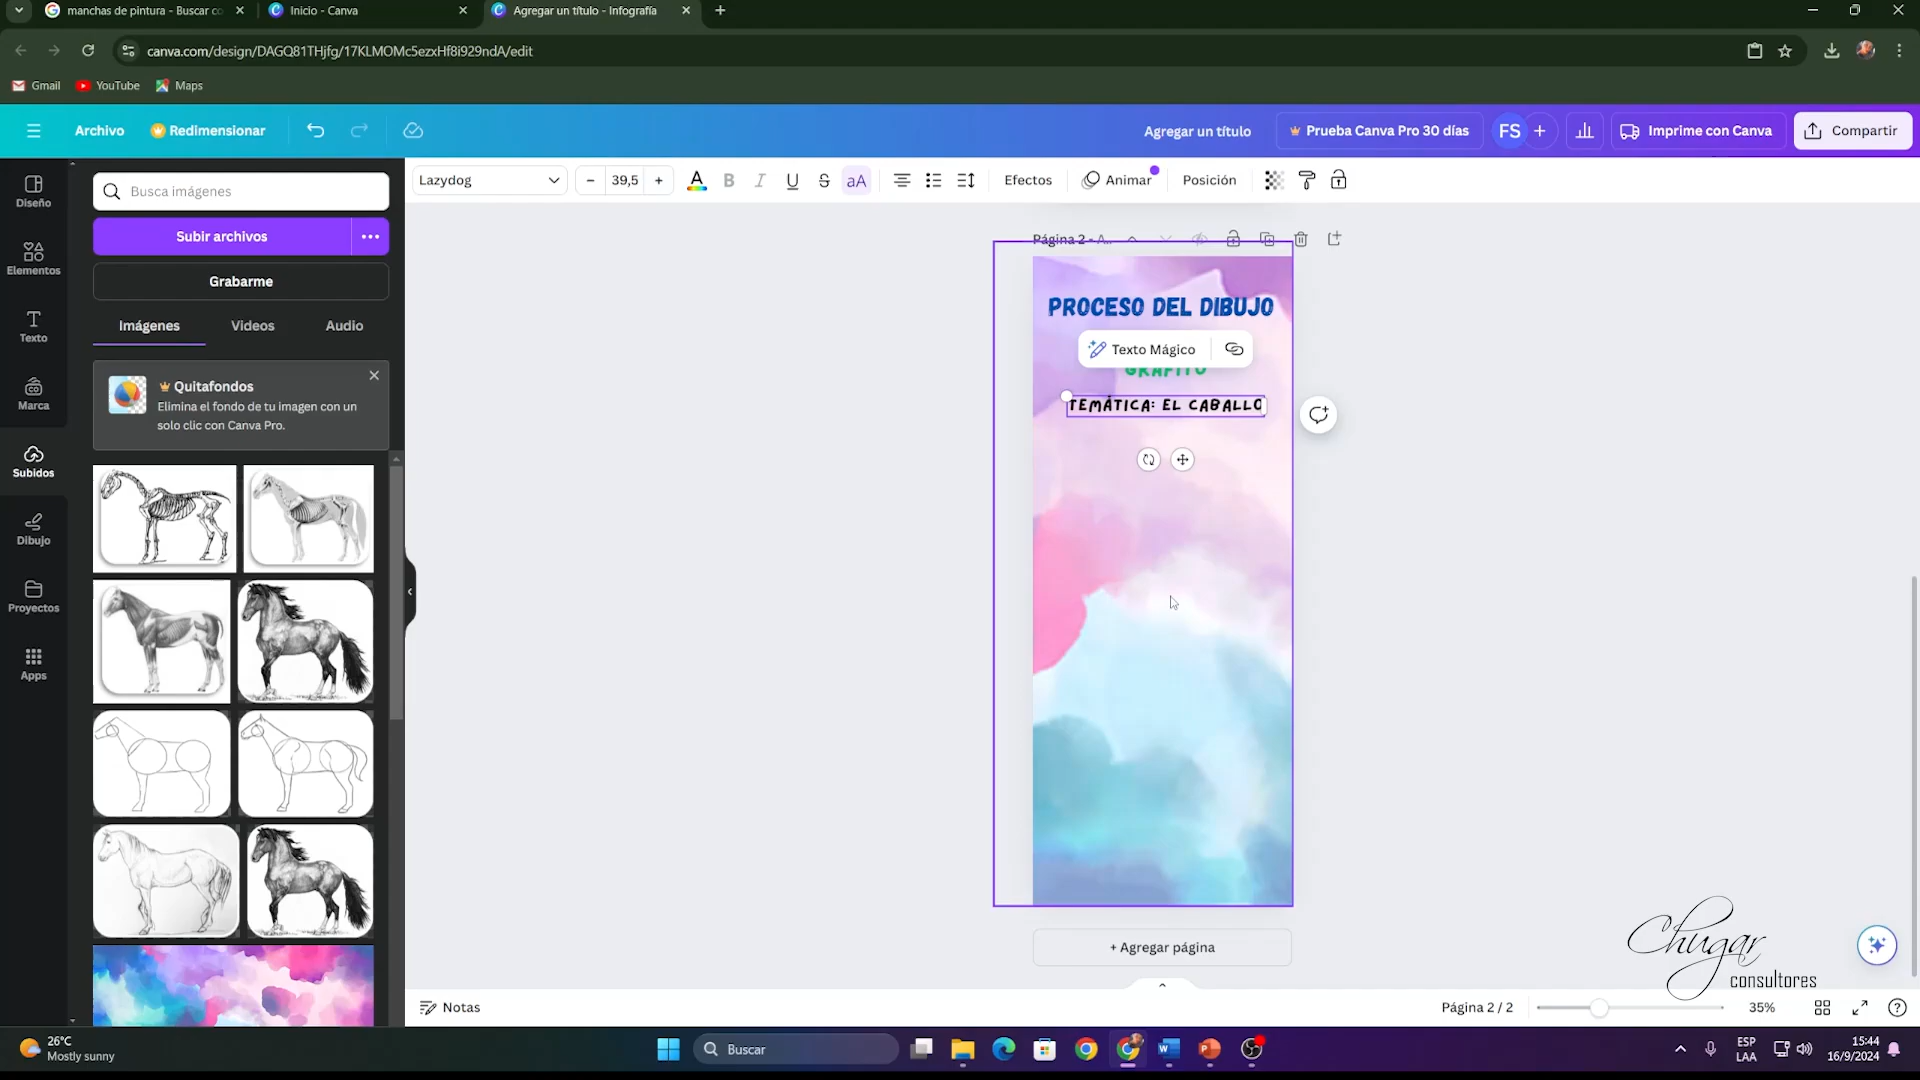 manchas de pintura - Buscar co
Inicio - Canva
Agregar un título - Infografía
canva.com/design/DAGQ81THjfg/17KLMOMc5ezxHf8i929ndA/edit
Gmail
YouTube
Maps
Archivo
Redimensionar
Agregar un título
Prueba Canva Pro 30 días
FS
Imprime con Canva
Compartir
Diseño
Elementos
Texto
Marca
Subidos
Dibujo
Proyectos
Apps
Busca imágenes
Subir archivos
Grabarme
Imágenes
Videos
Audio
Quitafondos
Elimina el fondo de tu imagen con un
solo clic con Canva Pro.
Lazydog
39,5
A
B
I
U
S
aA
Efectos
Animar
Posición
Página 2 - A..
PROCESO DEL DIBUJO
Texto Mágico
GRAFITO
TEMÁTICA: EL CABALLO
+ Agregar página
Chugar
consultores
Notas
Página 2 / 2
35%
26°C
Mostly sunny
Buscar
ESP
LAA
15:44
16/9/2024